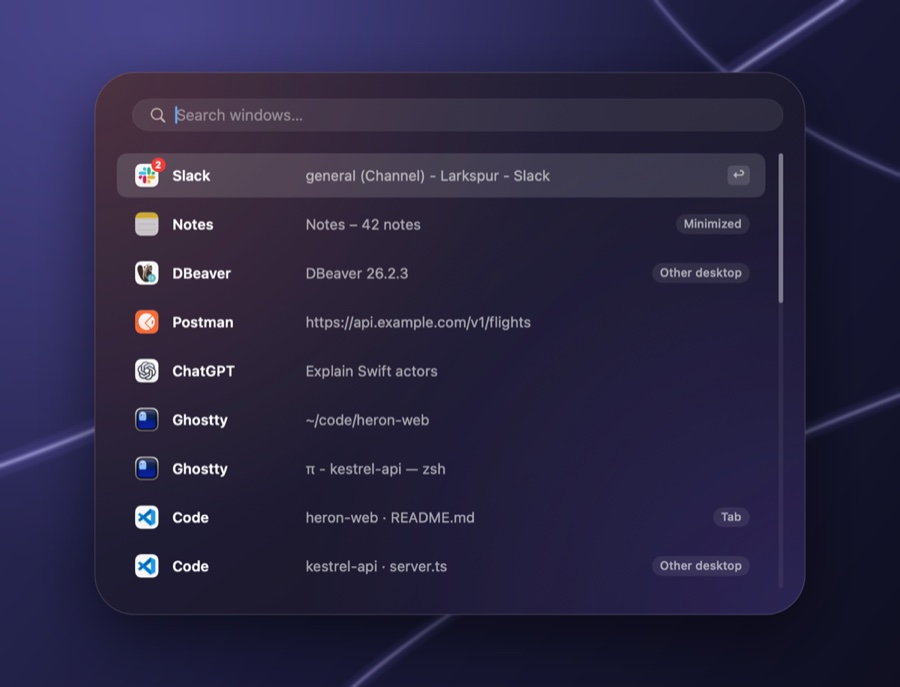 Search windows...
2
Slack general (Channel) - Larkspur - Slack ↩
Notes Notes – 42 notes Minimized
DBeaver DBeaver 26.2.3 Other desktop
Postman https://api.example.com/v1/flights
ChatGPT Explain Swift actors
Ghostty ~/code/heron-web
Ghostty π - kestrel-api — zsh
Code heron-web · README.md Tab
Code kestrel-api · server.ts Other desktop